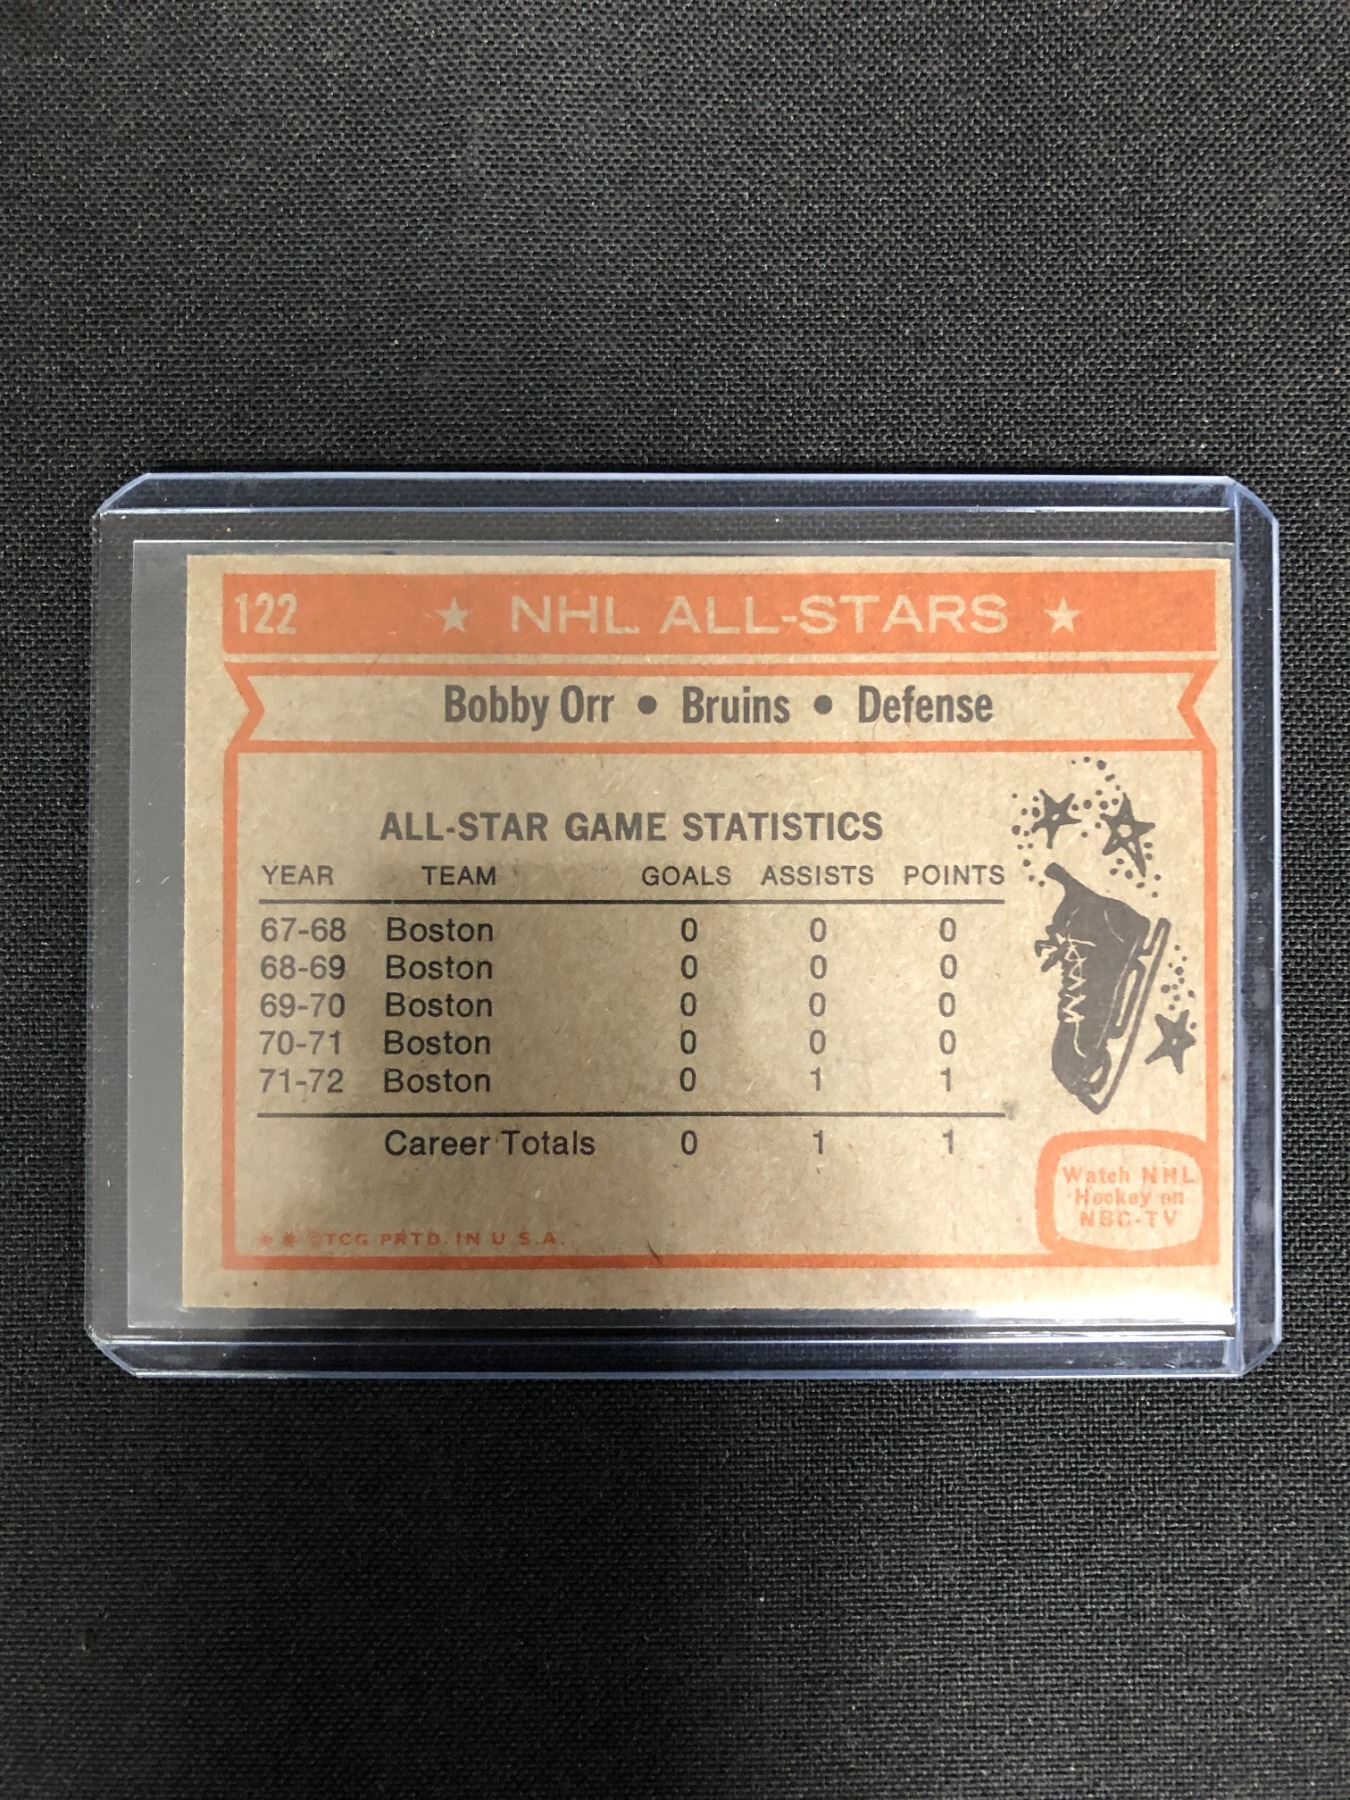 122 ★ NHL ALL-STARS ★
Bobby Orr • Bruins • Defense
ALL-STAR GAME STATISTICS
YEAR TEAM GOALS ASSISTS POINTS
67-68 Boston 0 0 0
68-69 Boston 0 0 0
69-70 Boston 0 0 0
70-71 Boston 0 0 0
71-72 Boston 0 1 1
Career Totals 0 1 1
Watch NHL
Hockey on
NBC-TV
✱ ✱ ©TCG PRTD. IN U.S.A.